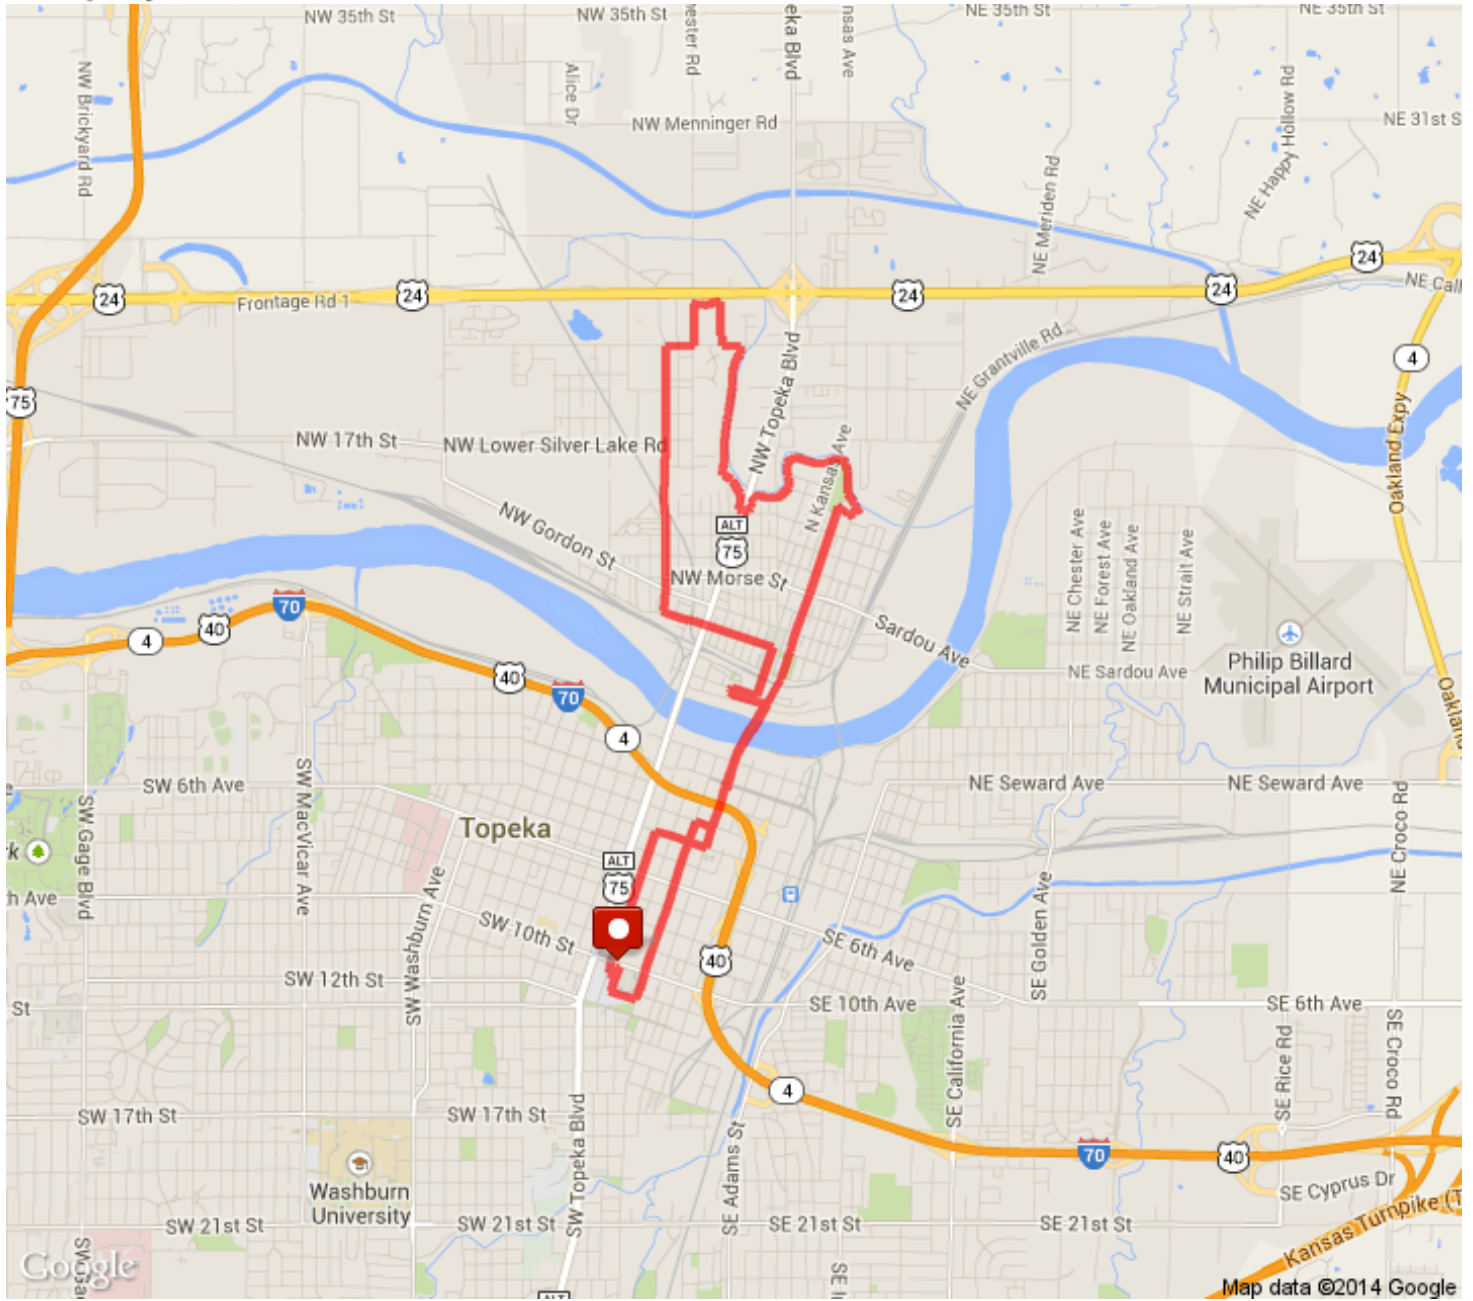 NW 35th St
NW 35th St
NE 35th St
NE 35th St
NW Brickyard Rd
Alice Dr
hester Rd
eka Blvd
nsas Ave
NW Menninger Rd
NE 31st S
NE Happy Hollow Rd
NE Meriden Rd
24
24
24
24
24
Frontage Rd 1
NE Calh
4
75
NW Topeka Blvd
NE Grantville Rd
Oakland Expy
NW 17th St
NW Lower Silver Lake Rd
N Kansas Ave
NW Gordon St
ALT
75
NW Morse St
NE Chester Ave
NE Forest Ave
NE Oakland Ave
NE Strait Ave
70
4
40
Sardou Ave
NE Sardou Ave
Philip Billard
Municipal Airport
Oakland
40
70
4
SW 6th Ave
SW MacVicar Ave
SW Gage Blvd
NE Seward Ave
NE Seward Ave
NE Croco Rd
Topeka
rk
ALT
75
h Ave
SW Washburn Ave
SW 10th St
SE 6th Ave
SE Golden Ave
40
SW 12th St
St
SE 10th Ave
SE California Ave
SE 6th Ave
SE Rice Rd
SE Croco Rd
4
SW 17th St
SW 17th St
SW Topeka Blvd
SE Adams St
70
40
Washburn
University
SE Cyprus Dr
SW 21st St
SW 21st St
SE 21st St
SE 21st St
Kansas Turnpike (T
Google
SW Ga
SE I
ALT
Map data ©2014 Google